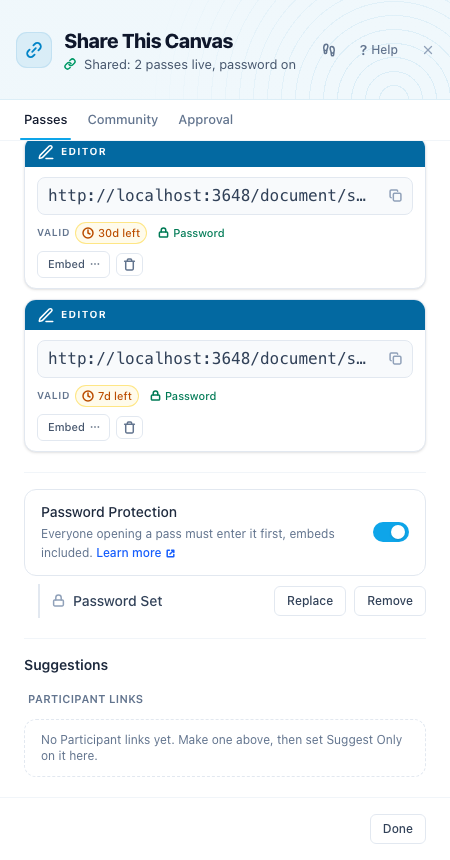 Share This Canvas
Shared: 2 passes live, password on
? Help
Passes
Community
Approval
EDITOR
http://localhost:3648/document/s…
VALID
30d left
Password
Embed ···
EDITOR
http://localhost:3648/document/s…
VALID
7d left
Password
Embed ···
Password Protection
Everyone opening a pass must enter it first, embeds
included. Learn more
Password Set
Replace
Remove
Suggestions
PARTICIPANT LINKS
No Participant links yet. Make one above, then set Suggest Only
on it here.
Done